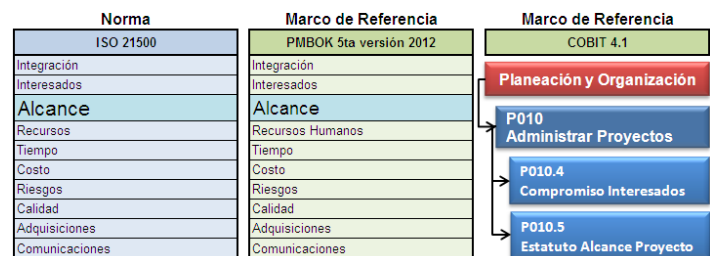 Norma
ISO 21500
Integración
Interesados
Alcance
Recursos
Tiempo
Costo
Riesgos
Calidad
Adquisiciones
Comunicaciones
Marco de Referencia
PMBOK 5ta versión 2012
Integración
Interesados
Alcance
Recursos Humanos
Tiempo
Costo
Riesgos
Calidad
Adquisiciones
Comunicaciones
Marco de Referencia
COBIT 4.1
Planeación y Organización
P010
Administrar Proyectos
P010.4
Compromiso Interesados
P010.5
Estatuto Alcance Proyecto